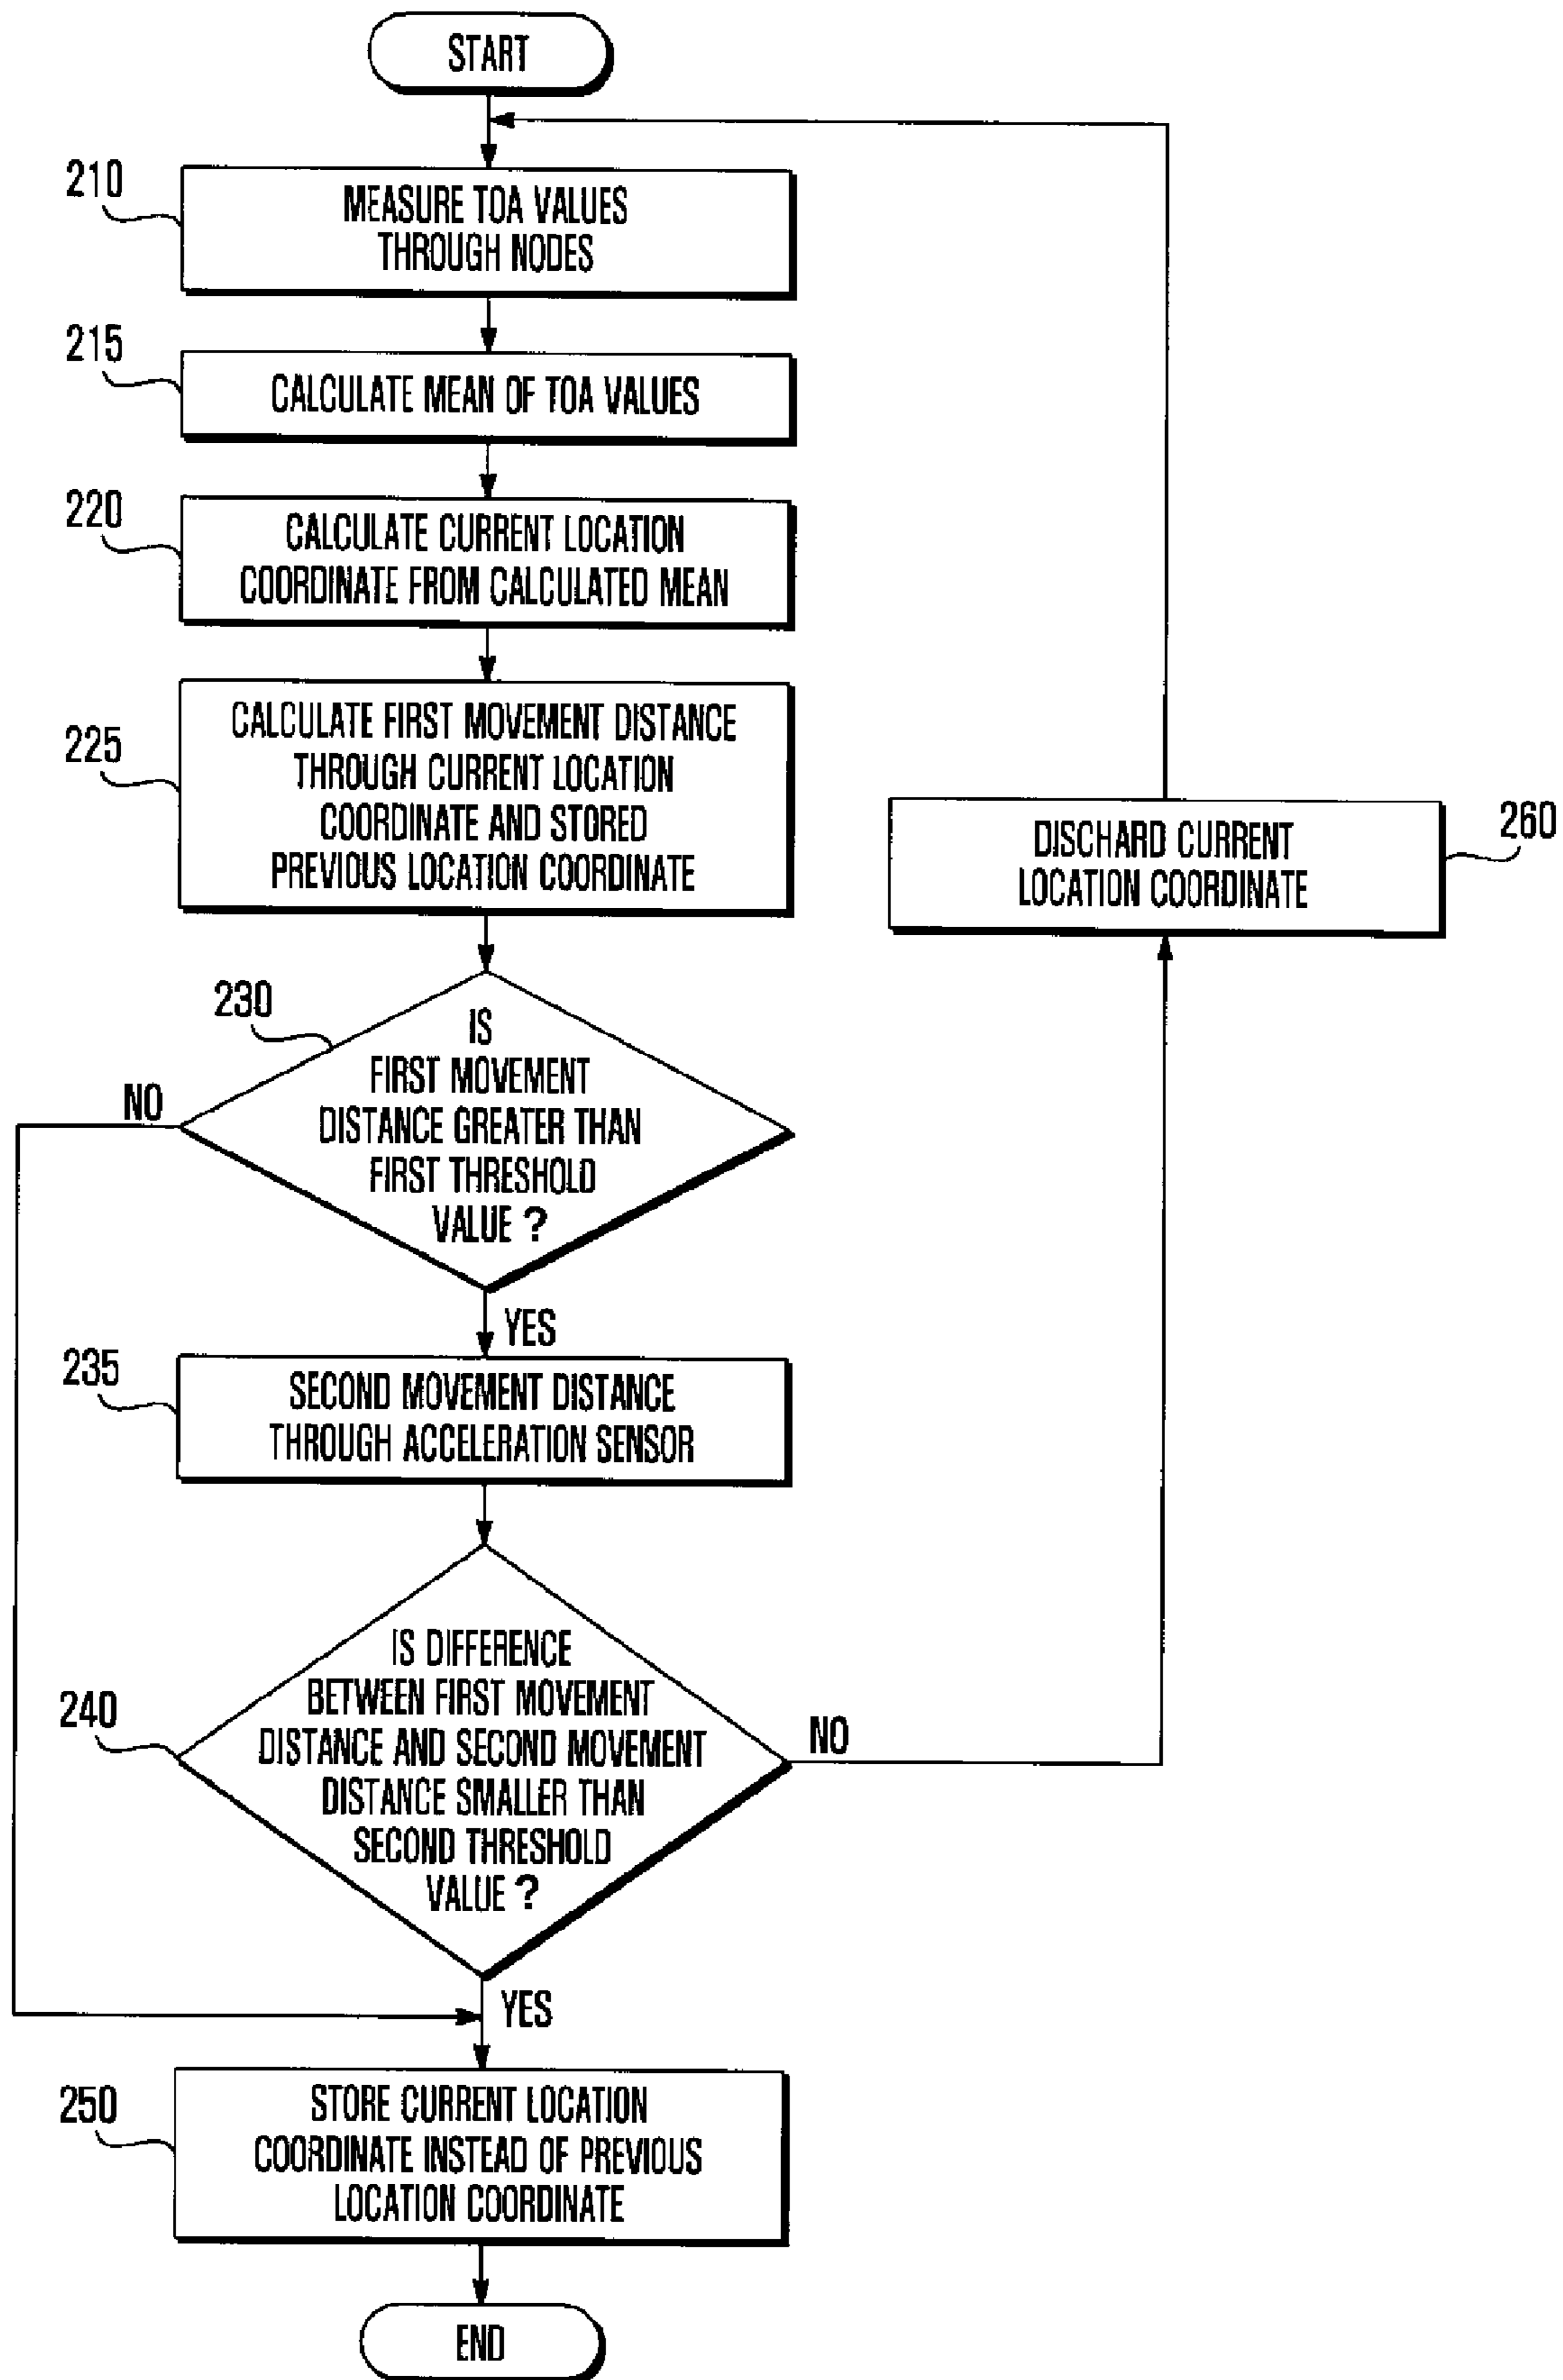 START
210
MEASURE TOA VALUES
THROUGH NODES
215
CALCULATE MEAN OF TOA VALUES
220
CALCULATE CURRENT LOCATION
COORDINATE FROM CALCULATED MEAN
225
CALCULATE FIRST MOVEMENT DISTANCE
THROUGH CURRENT LOCATION
COORDINATE AND STORED
PREVIOUS LOCATION COORDINATE
260
DISCHARD CURRENT
LOCATION COORDINATE
230
IS
FIRST MOVEMENT
DISTANCE GREATER THAN
FIRST THRESHOLD
VALUE ?
NO
YES
235
SECOND MOVEMENT DISTANCE
THROUGH ACCELERATION SENSOR
240
IS DIFFERENCE
BETWEEN FIRST MOVEMENT
DISTANCE AND SECOND MOVEMENT
DISTANCE SMALLER THAN
SECOND THRESHOLD
VALUE ?
NO
YES
250
STORE CURRENT LOCATION
COORDINATE INSTEAD OF PREVIOUS
LOCATION COORDINATE
END